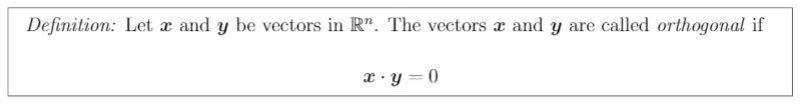 Definition: Let x and y be vectors in ℝⁿ. The vectors x and y are called orthogonal if
x · y = 0